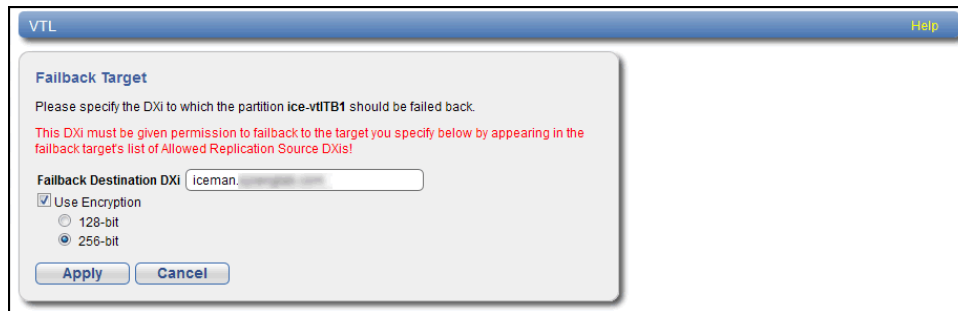 VTL
Help
Failback Target
Please specify the DXi to which the partition ice-vtlTB1 should be failed back.
This DXi must be given permission to failback to the target you specify below by appearing in the
failback target's list of Allowed Replication Source DXis!
Failback Destination DXi iceman.
Use Encryption
128-bit
256-bit
Apply Cancel